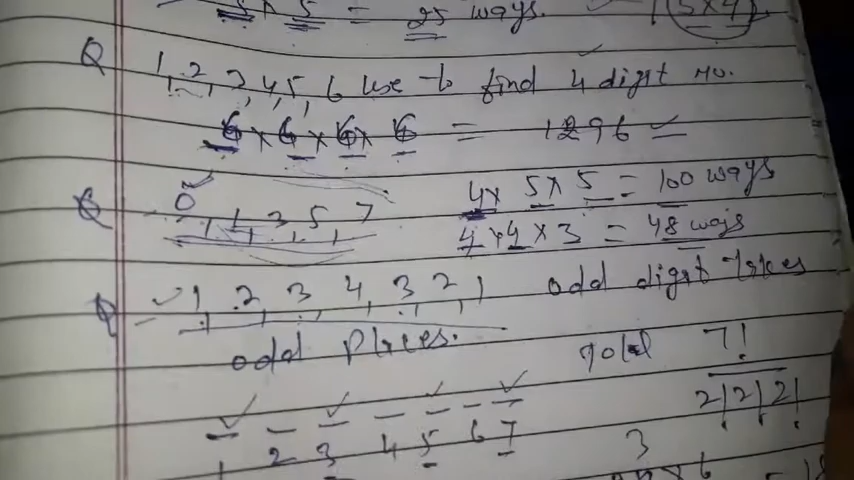 5 x 5 = 25 ways. (5x4)
Q 1, 2, 3, 4, 5, 6 use to find 4 digit no.
6 x 6 x 6 x 6 = 1296 ✓
Q 0, 1, 3, 5, 7 4 x 5 x 5 = 100 ways
4 x 4 x 3 = 48 ways
Q ✓ 1, 2, 3, 4, 3, 2, 1 odd digit
odd places. Total 7!
2! 2! 2!
1 2 3 4 5 6 7
3